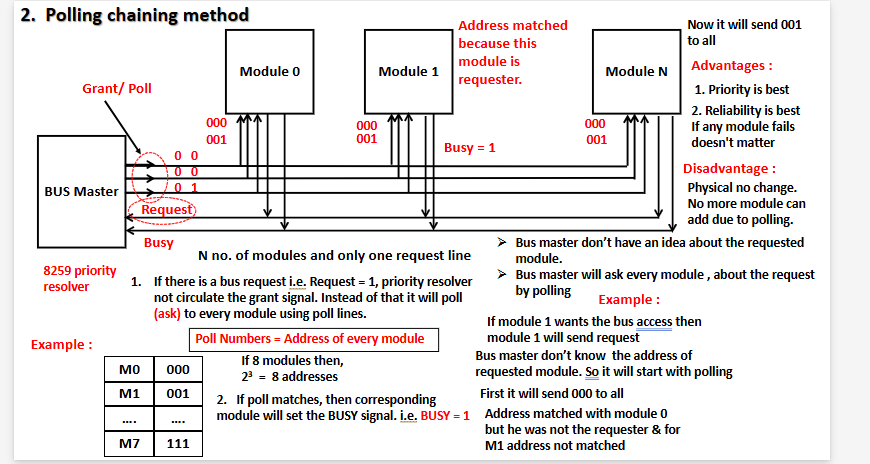 2. Polling chaining method
Grant/ Poll
Module 0
Module 1
Module N
Address matched
because this
module is
requester.
Now it will send 001
to all
Advantages :
1. Priority is best
2. Reliability is best
If any module fails
doesn't matter
000
001
000
001
000
001
Busy = 1
0 0
0 0
0 1
BUS Master
Request
Busy
Disadvantage :
Physical no change.
No more module can
add due to polling.
8259 priority
resolver
N no. of modules and only one request line
1. If there is a bus request i.e. Request = 1, priority resolver
not circulate the grant signal. Instead of that it will poll
(ask) to every module using poll lines.
➢ Bus master don't have an idea about the requested
module.
➢ Bus master will ask every module , about the request
by polling
Example :
Poll Numbers = Address of every module
Example :
M0 000
M1 001
.... ....
M7 111
If 8 modules then,
2³ = 8 addresses
2. If poll matches, then corresponding
module will set the BUSY signal. i.e. BUSY = 1
If module 1 wants the bus access then
module 1 will send request
Bus master don't know the address of
requested module. So it will start with polling
First it will send 000 to all
Address matched with module 0
but he was not the requester & for
M1 address not matched